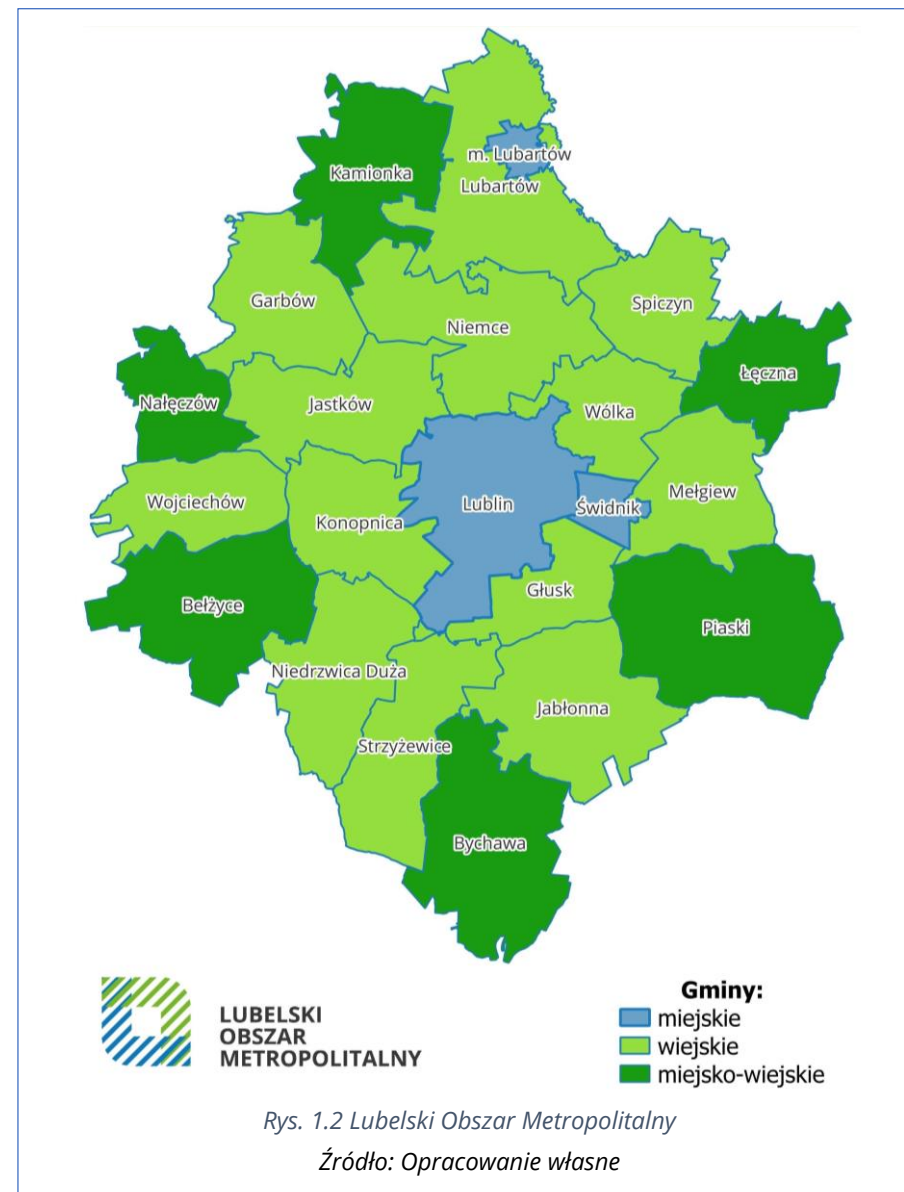 m. Lubartów
Kamionka
Lubartów
Garbów
Spiczyn
Niemce
Łęczna
Nałęczów
Jastków
Wólka
Mełgiew
Wojciechów
Lublin
Świdnik
Konopnica
Głusk
Bełżyce
Piaski
Niedrzwica Duża
Jabłonna
Strzyżewice
Bychawa
LUBELSKI
OBSZAR
METROPOLITALNY
Gminy:
miejskie
wiejskie
miejsko-wiejskie
Rys. 1.2 Lubelski Obszar Metropolitalny
Źródło: Opracowanie własne